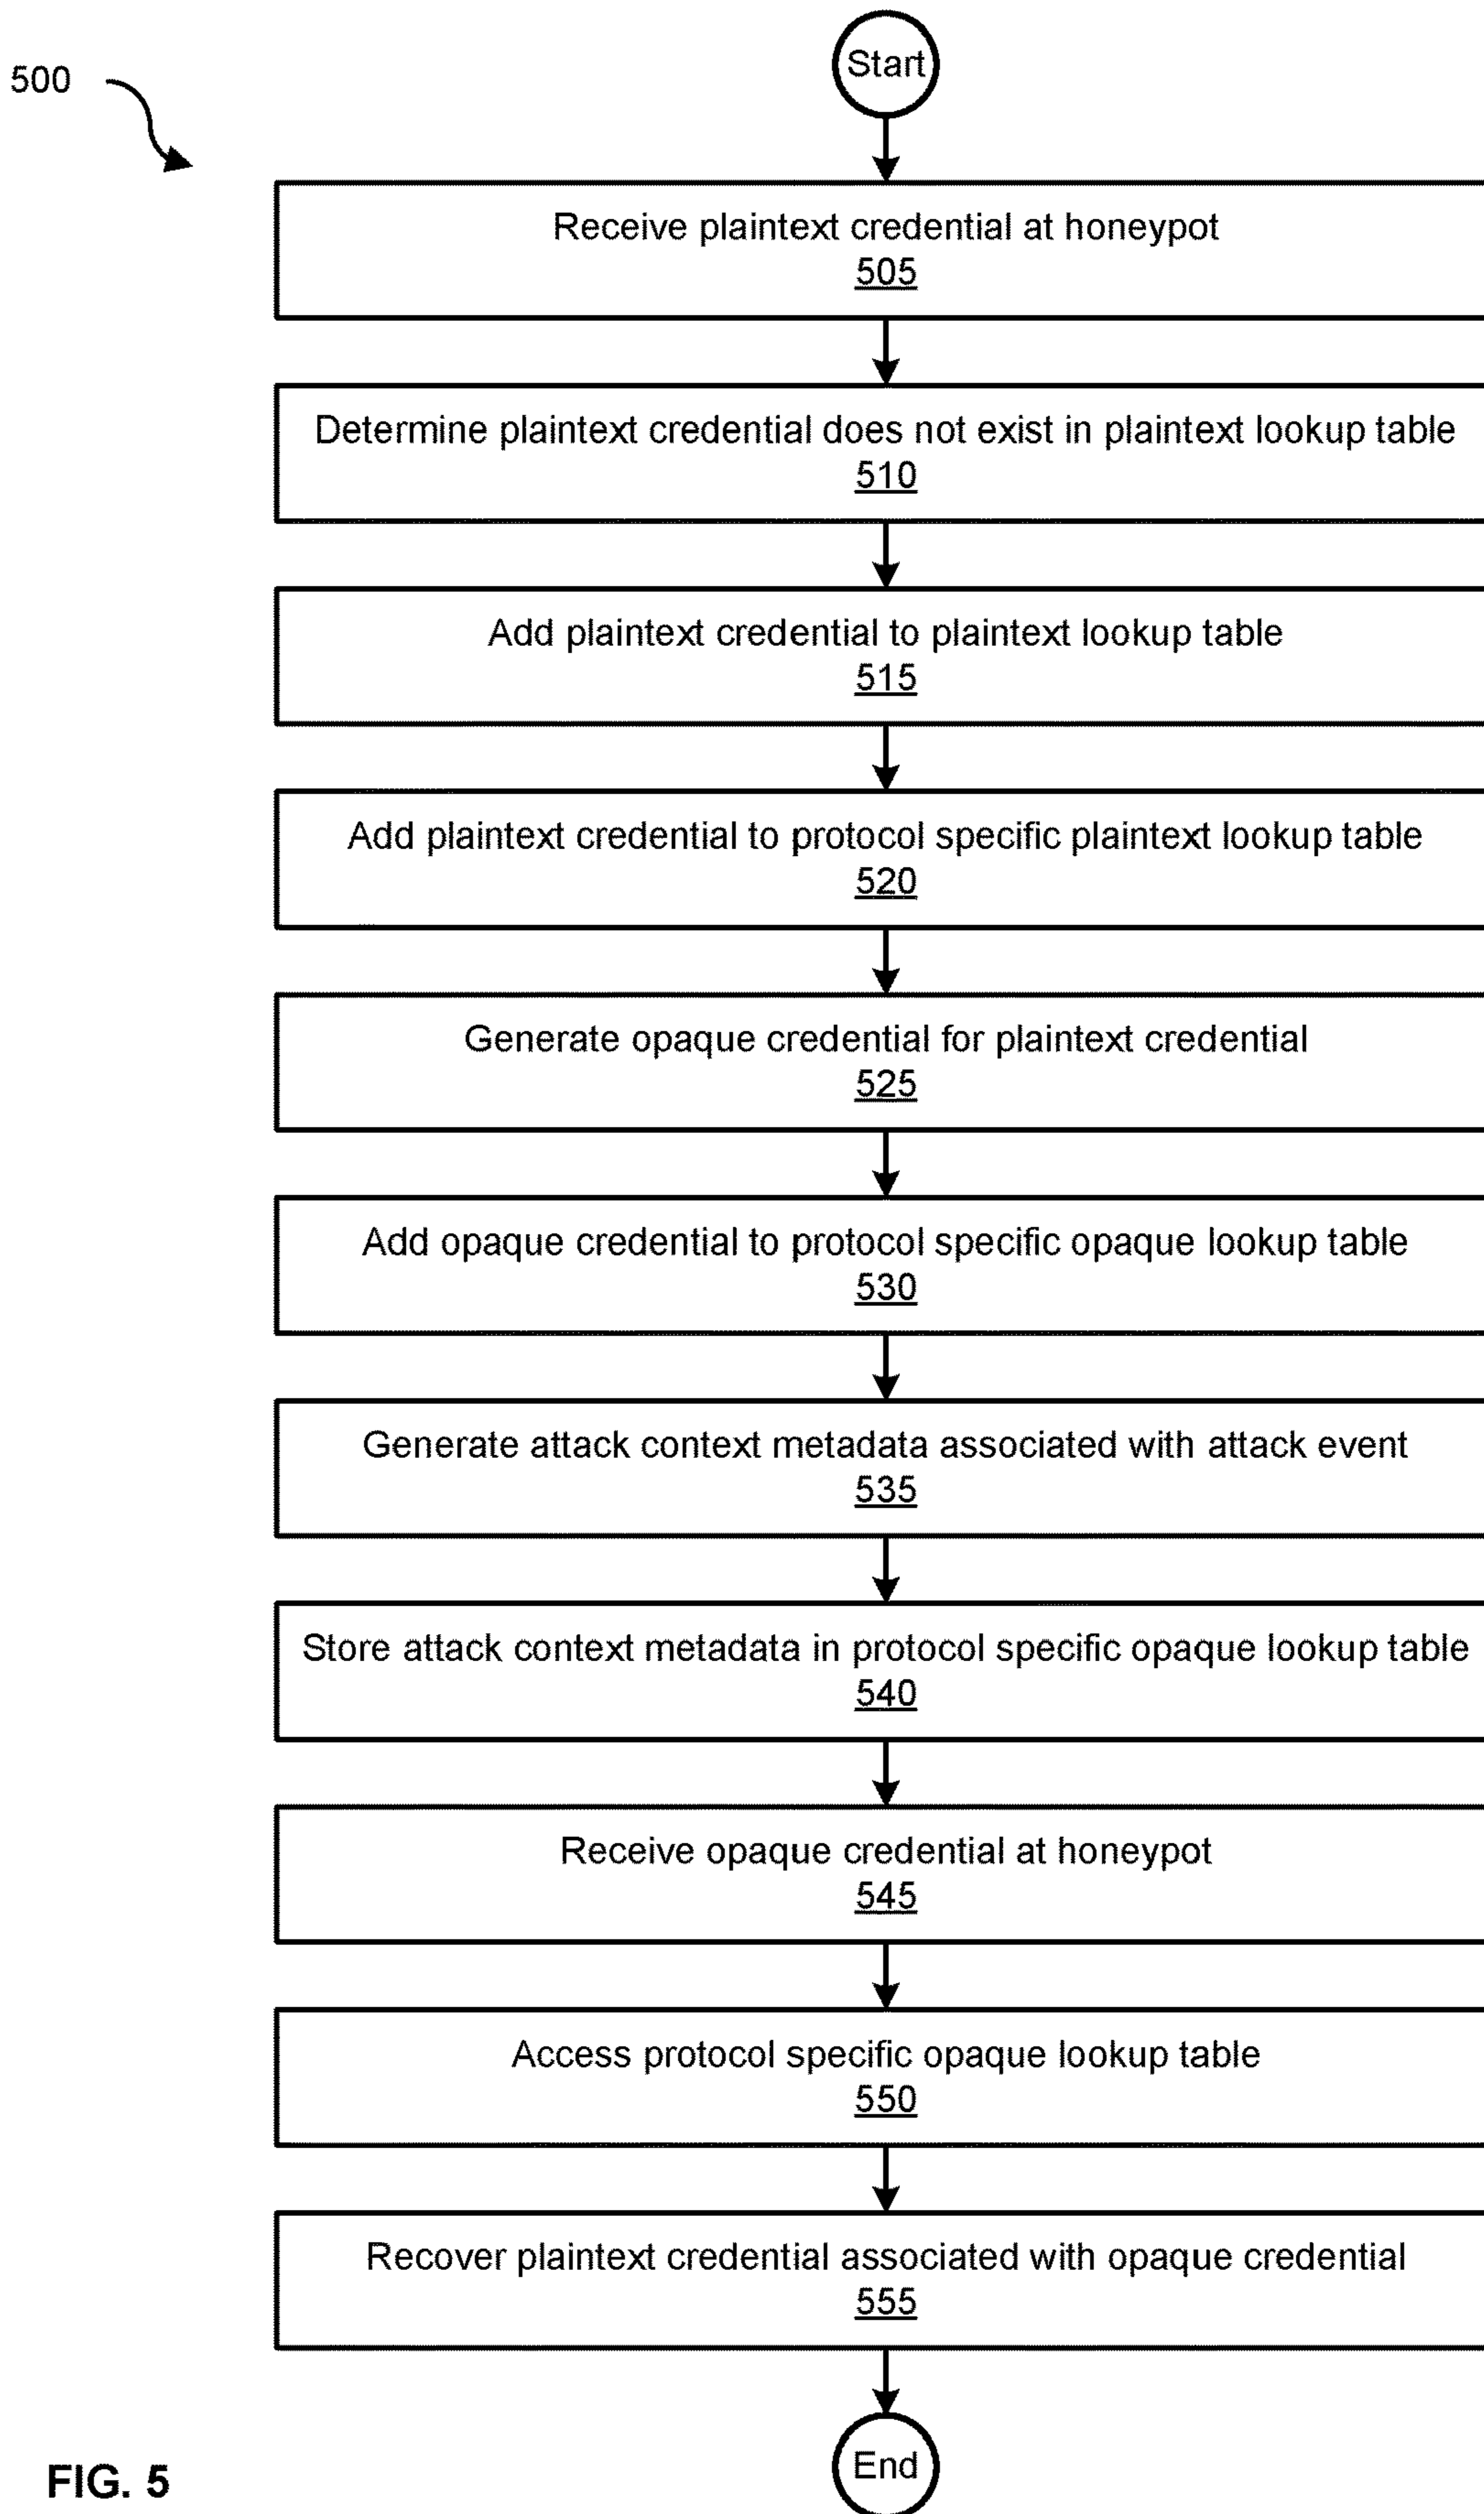 Start
500
Receive plaintext credential at honeypot
505
Determine plaintext credential does not exist in plaintext lookup table
510
Add plaintext credential to plaintext lookup table
515
Add plaintext credential to protocol specific plaintext lookup table
520
Generate opaque credential for plaintext credential
525
Add opaque credential to protocol specific opaque lookup table
530
Generate attack context metadata associated with attack event
535
Store attack context metadata in protocol specific opaque lookup table
540
Receive opaque credential at honeypot
545
Access protocol specific opaque lookup table
550
Recover plaintext credential associated with opaque credential
555
End
FIG. 5